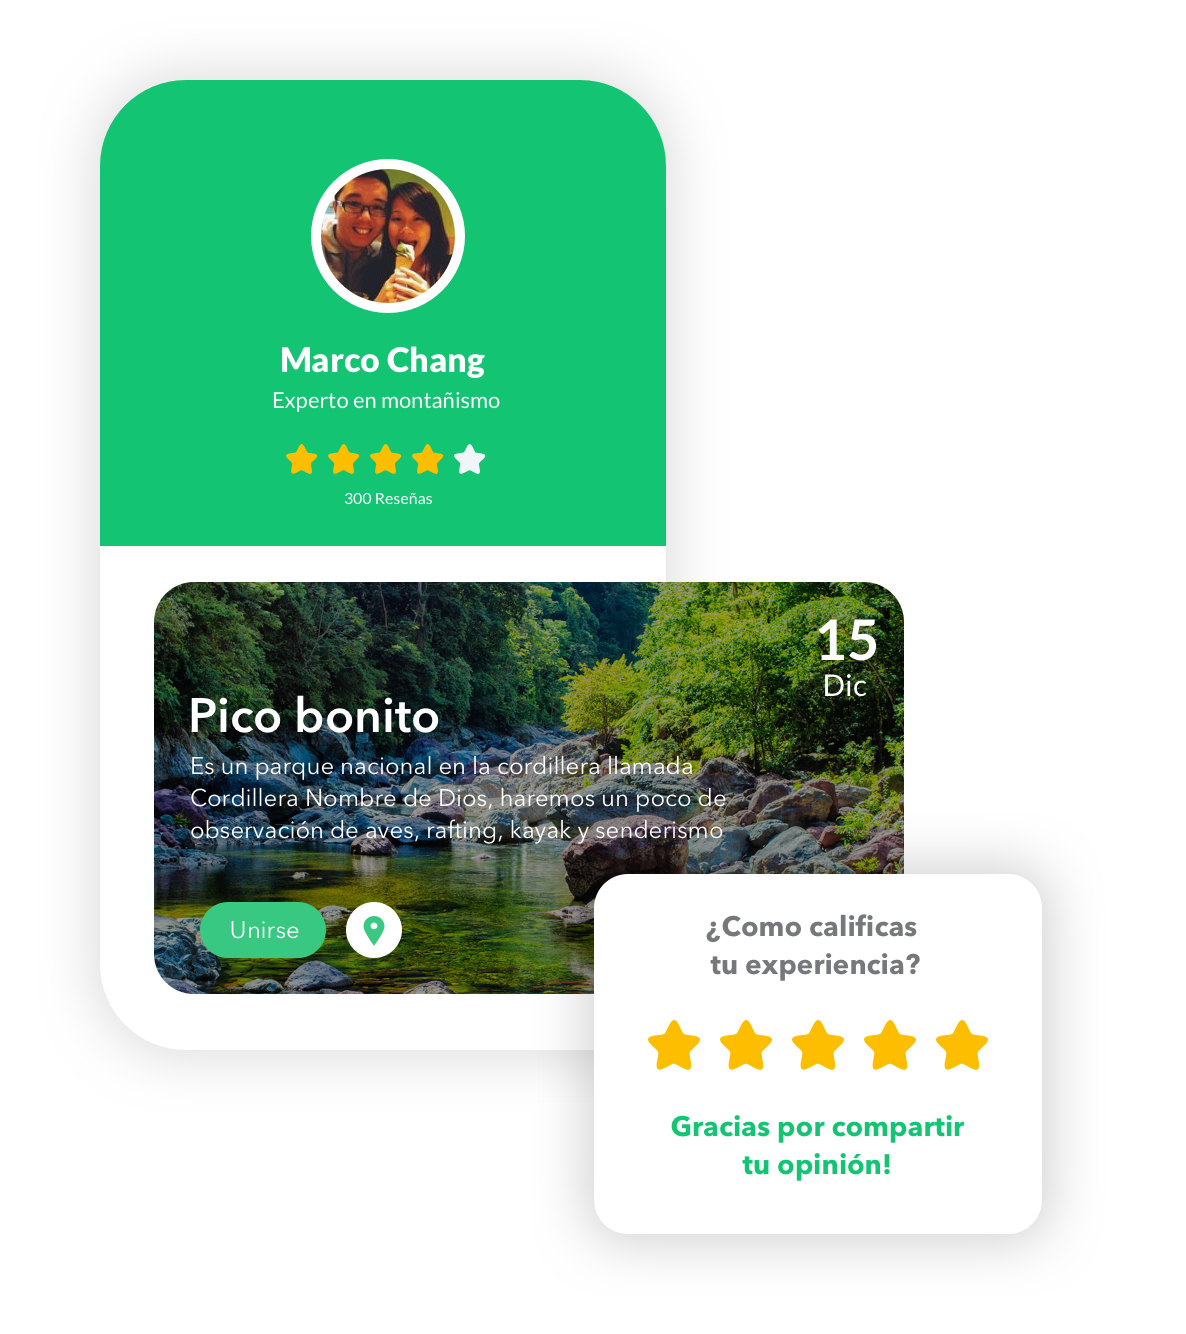 Marco Chang
Experto en montañismo
300 Reseñas
15
Dic
Pico bonito
Es un parque nacional en la cordillera llamada
Cordillera Nombre de Dios, haremos un poco de
observación de aves, rafting, kayak y senderismo
Unirse
¿Como calificas
tu experiencia?
Gracias por compartir
tu opinión!